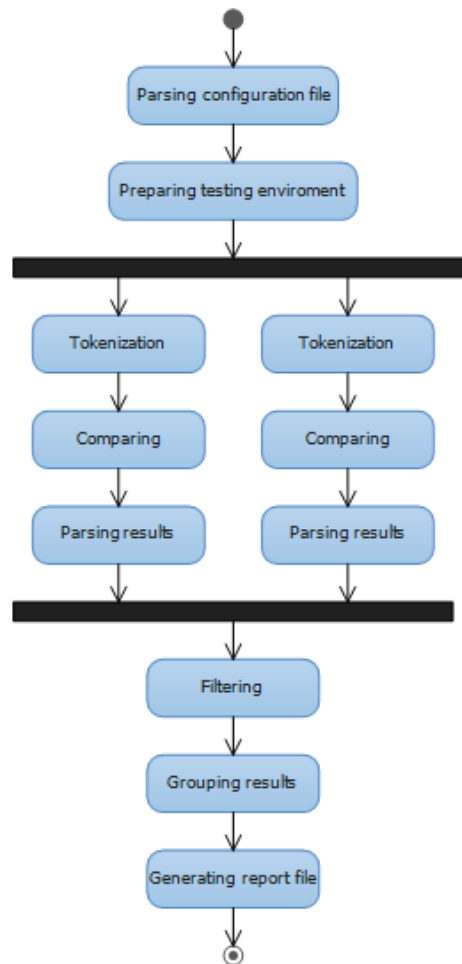 Parsing configuration file
Preparing testing enviroment
Tokenization
Tokenization
Comparing
Comparing
Parsing results
Parsing results
Filtering
Grouping results
Generating report file